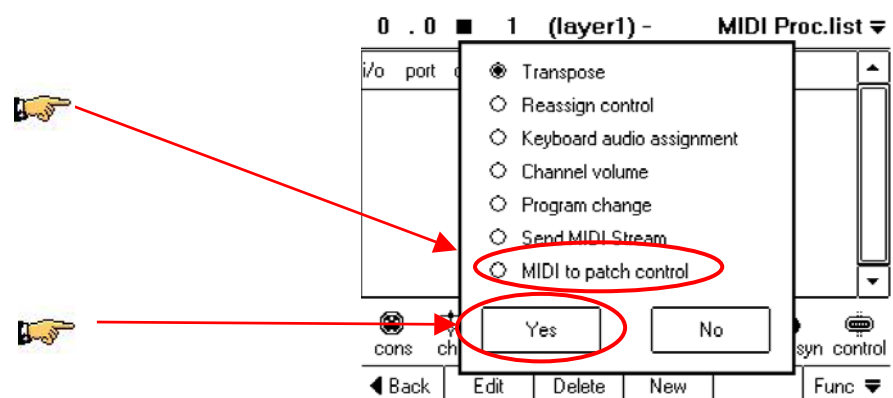 0 . 0 ■ 1 (layer1) - MIDI Proc.list
i/o port
Transpose
Reassign control
Keyboard audio assignment
Channel volume
Program change
Send MIDI Stream
MIDI to patch control
Yes No
cons ch syn control
Back Edit Delete New Func